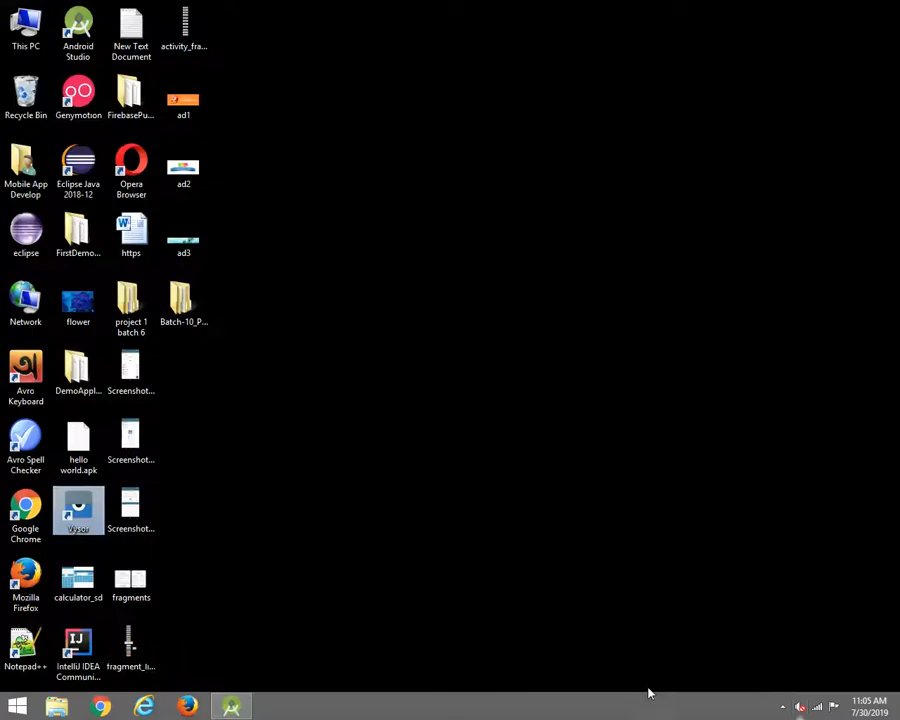 This PC
Android
Studio
New Text
Document
activity_fra...
Recycle Bin
Genymotion
FirebasePu...
ad1
Mobile App
Develop
Eclipse Java
2018-12
Opera
Browser
ad2
eclipse
FirstDemo...
https
ad3
Network
flower
project 1
batch 6
Batch-10_P...
Avro
Keyboard
DemoAppl...
Screenshot...
Avro Spell
Checker
hello
world.apk
Screenshot...
Google
Chrome
Vysor
Screenshot...
Mozilla
Firefox
calculator_sd
fragments
Notepad++
IntelliJ IDEA
Communi...
fragment_li...
11:05 AM
7/30/2019